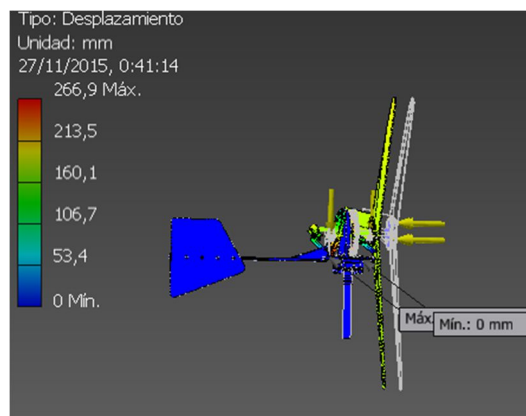 Tipo: Desplazamiento
Unidad: mm
27/11/2015, 0:41:14
266,9 Máx.
213,5
160,1
106,7
53,4
0 Mín.
Máx
Mín.: 0 mm